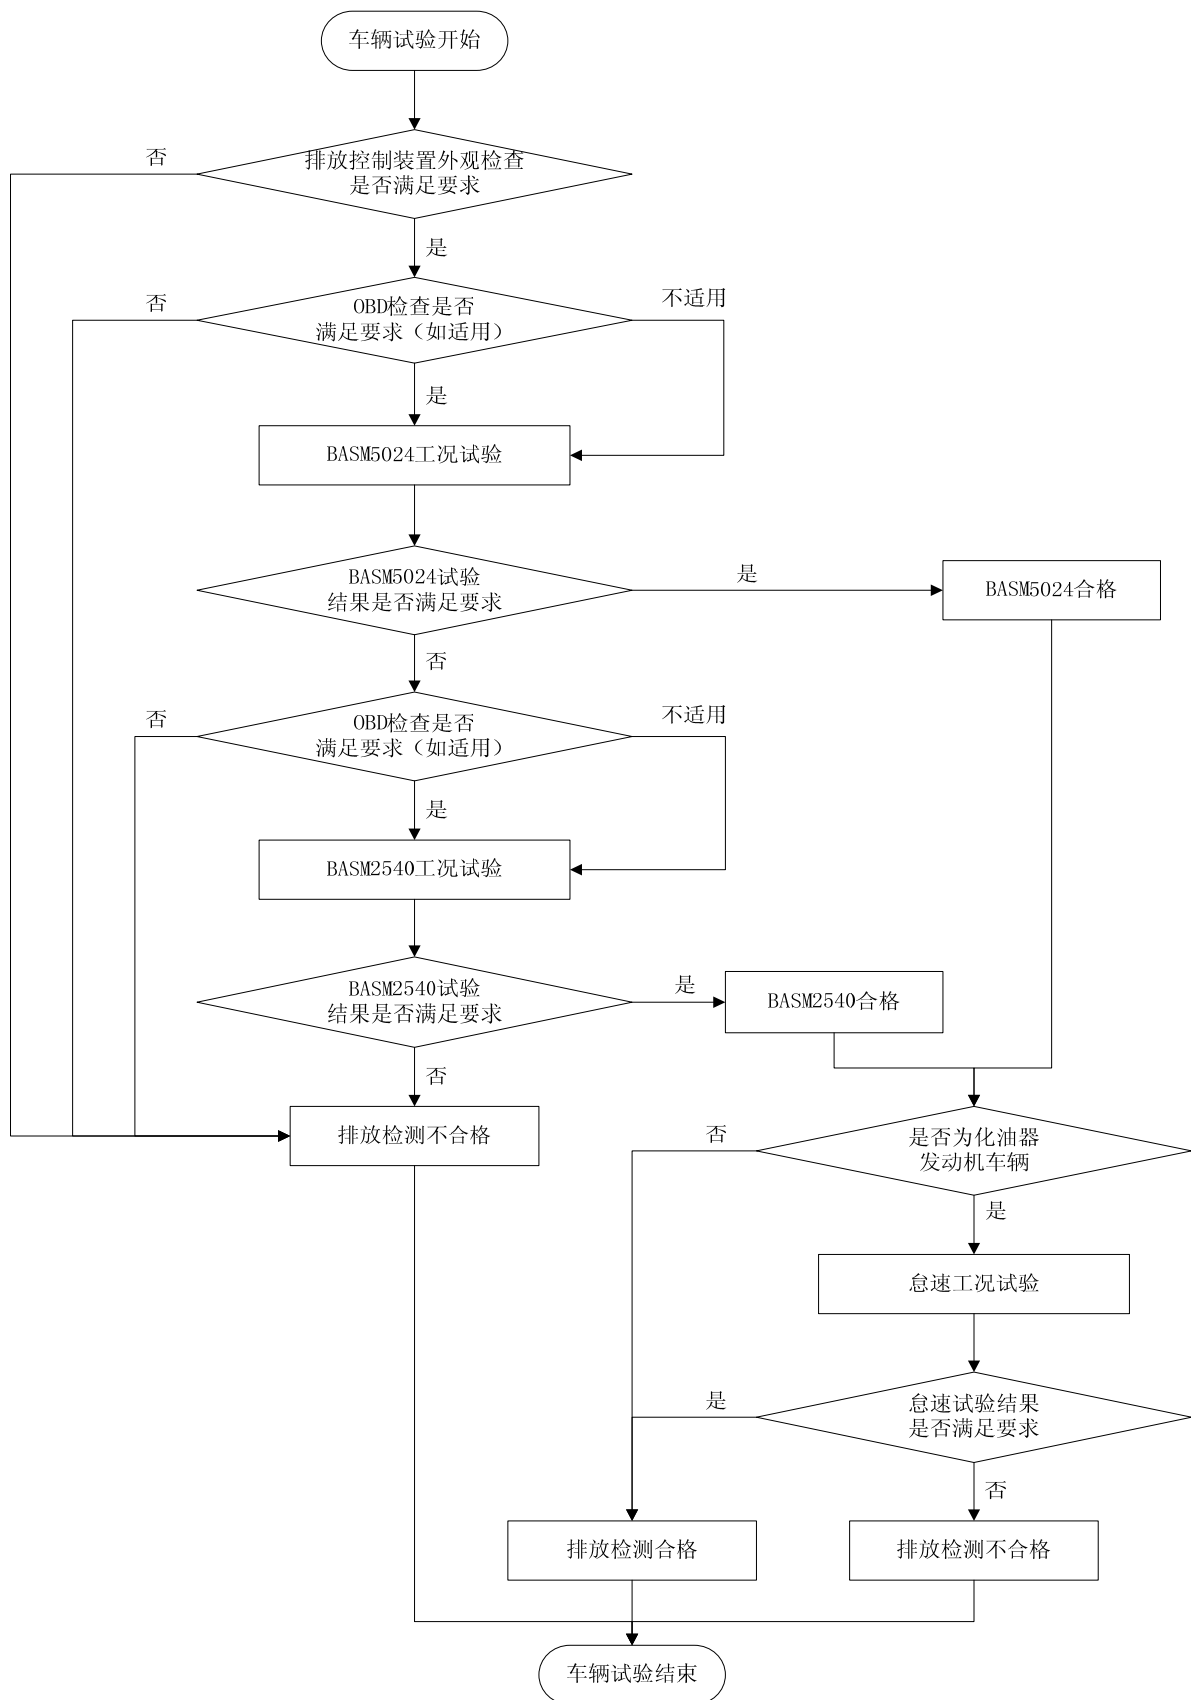 车辆试验开始
否
排放控制装置外观检查
是否满足要求
是
否
OBD检查是否
满足要求（如适用）
不适用
是
BASM5024工况试验
BASM5024试验
结果是否满足要求
是
BASM5024合格
否
否
OBD检查是否
满足要求（如适用）
不适用
是
BASM2540工况试验
BASM2540试验
结果是否满足要求
是
BASM2540合格
否
排放检测不合格
否
是否为化油器
发动机车辆
是
怠速工况试验
是
怠速试验结果
是否满足要求
否
排放检测合格
排放检测不合格
车辆试验结束